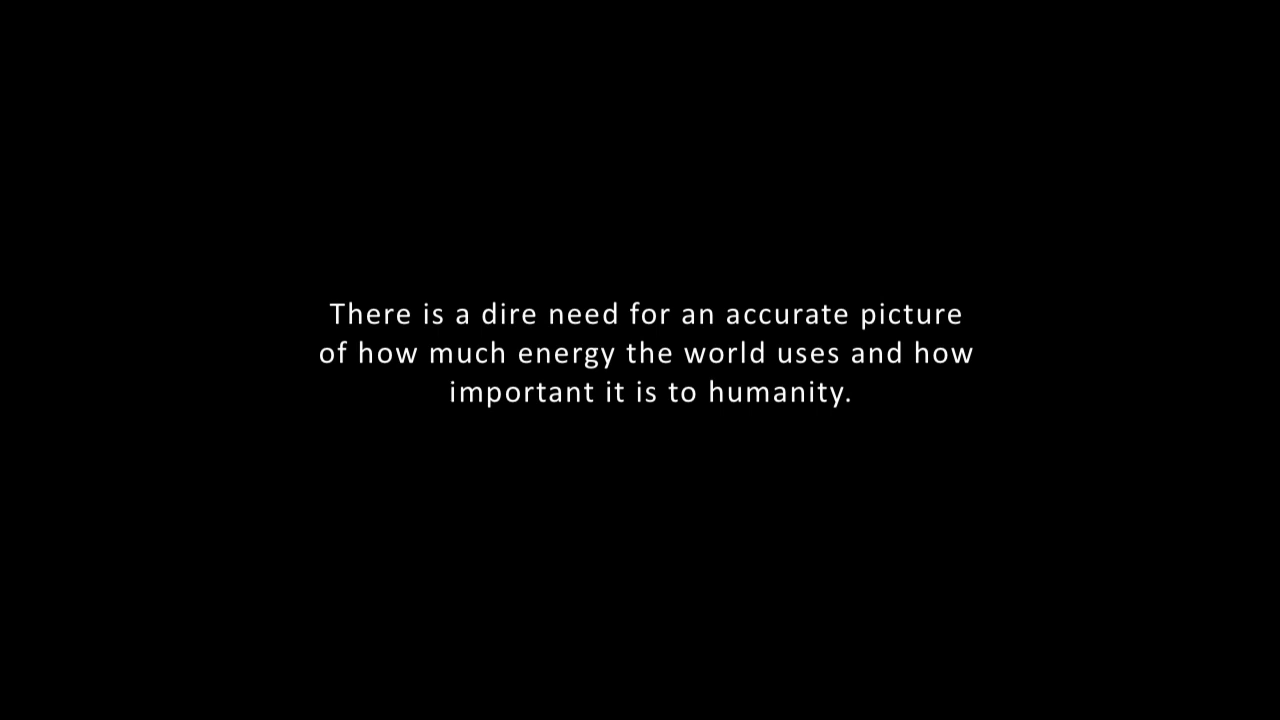 There is a dire need for an accurate picture
of how much energy the world uses and how
important it is to humanity.